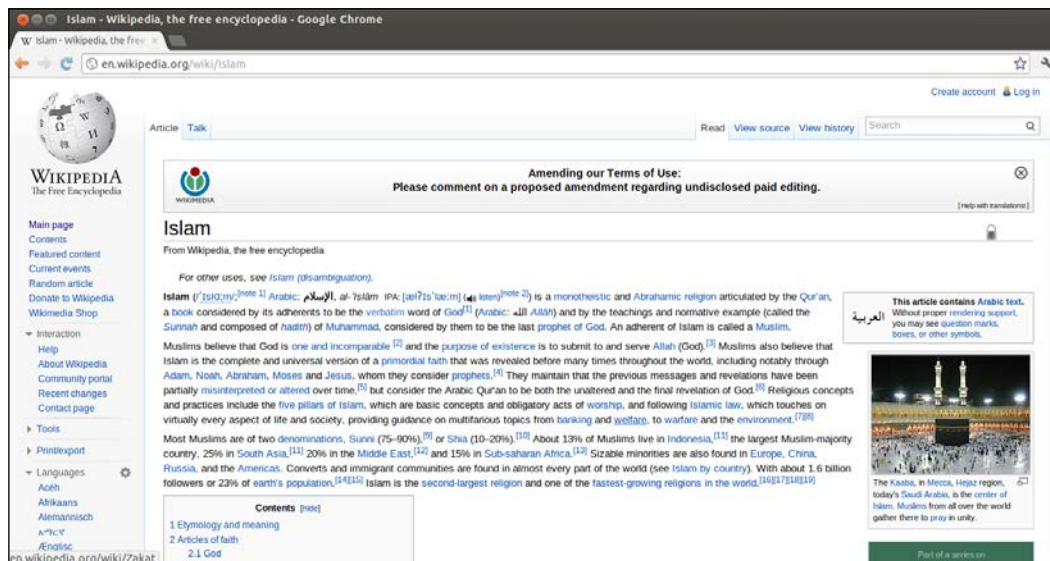 Islam - Wikipedia, the free encyclopedia - Google Chrome
W Islam - Wikipedia, the free
en.wikipedia.org/wiki/Islam
Create account Log in
Article Talk Read View source View history Search
WIKIPEDIA
The Free Encyclopedia
Main page
Contents
Featured content
Current events
Random article
Donate to Wikipedia
Wikimedia Shop
Interaction
Help
About Wikipedia
Community portal
Recent changes
Contact page
Tools
Print/export
Languages
Acèh
Afrikaans
Alemannisch
አማርኛ
Ænglisc
en.wikipedia.org/wiki/Zakat
WIKIMEDIA
Amending our Terms of Use:
Please comment on a proposed amendment regarding undisclosed paid editing.
[Help with translations!]
Islam
From Wikipedia, the free encyclopedia
For other uses, see Islam (disambiguation).
Islam (/ˈɪslɑːm/;[note 1] Arabic: الإسلام, al-ʾIslām IPA: [ælʔɪsˈlæːm] (listen)[note 2]) is a monotheistic and Abrahamic religion articulated by the Qur'an,
a book considered by its adherents to be the verbatim word of God[1] (Arabic: الله Allāh) and by the teachings and normative example (called the
Sunnah and composed of hadith) of Muhammad, considered by them to be the last prophet of God. An adherent of Islam is called a Muslim.
Muslims believe that God is one and incomparable [2] and the purpose of existence is to submit to and serve Allah (God).[3] Muslims also believe that
Islam is the complete and universal version of a primordial faith that was revealed before many times throughout the world, including notably through
Adam, Noah, Abraham, Moses and Jesus, whom they consider prophets.[4] They maintain that the previous messages and revelations have been
partially misinterpreted or altered over time,[5] but consider the Arabic Qur'an to be both the unaltered and the final revelation of God.[6] Religious concepts
and practices include the five pillars of Islam, which are basic concepts and obligatory acts of worship, and following Islamic law, which touches on
virtually every aspect of life and society, providing guidance on multifarious topics from banking and welfare, to warfare and the environment.[7][8]
Most Muslims are of two denominations, Sunni (75–90%),[9] or Shia (10–20%).[10] About 13% of Muslims live in Indonesia,[11] the largest Muslim-majority
country, 25% in South Asia,[11] 20% in the Middle East,[12] and 15% in Sub-saharan Africa.[13] Sizable minorities are also found in Europe, China,
Russia, and the Americas. Converts and immigrant communities are found in almost every part of the world (see Islam by country). With about 1.6 billion
followers or 23% of earth's population,[14][15] Islam is the second-largest religion and one of the fastest-growing religions in the world.[16][17][18][19]
Contents [hide]
1 Etymology and meaning
2 Articles of faith
2.1 God
العربية
This article contains Arabic text.
Without proper rendering support,
you may see question marks,
boxes, or other symbols.
The Kaaba, in Mecca, Hejaz region,
today's Saudi Arabia, is the center of
Islam. Muslims from all over the world
gather there to pray in unity.
Part of a series on